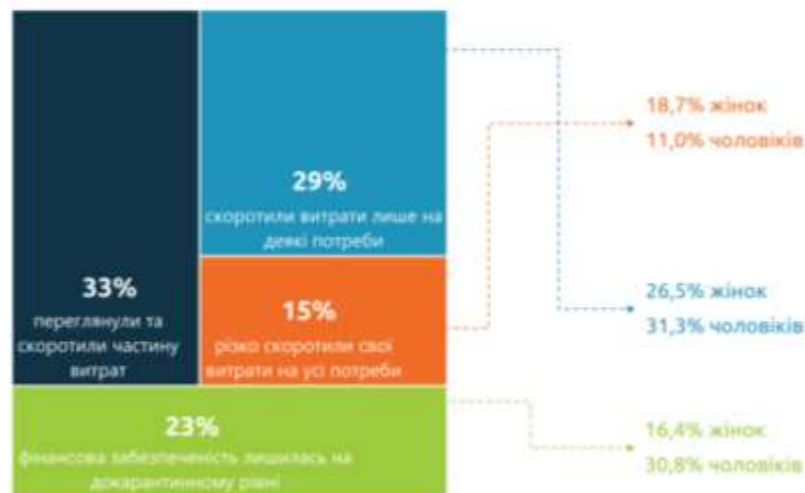 33%
переглянули та
скоротили частину
витрат
29%
скоротили витрати лише на
деякі потреби
15%
різко скоротили свої
витрати на усі потреби
23%
фінансова забезпеченість лишилась на
докарантинному рівні
18,7% жінок
11,0% чоловіків
26,5% жінок
31,3% чоловіків
16,4% жінок
30,8% чоловіків